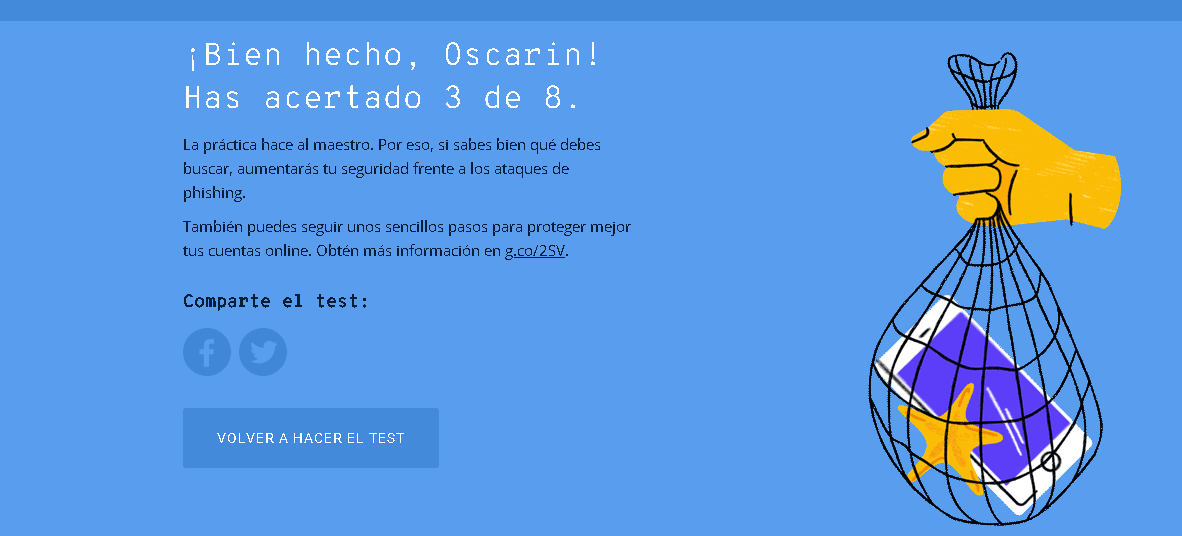 ¡Bien hecho, Oscarin!
Has acertado 3 de 8.
La práctica hace al maestro. Por eso, si sabes bien qué debes
buscar, aumentarás tu seguridad frente a los ataques de
phishing.
También puedes seguir unos sencillos pasos para proteger mejor
tus cuentas online. Obtén más información en g.co/2SV.
Comparte el test:
VOLVER A HACER EL TEST